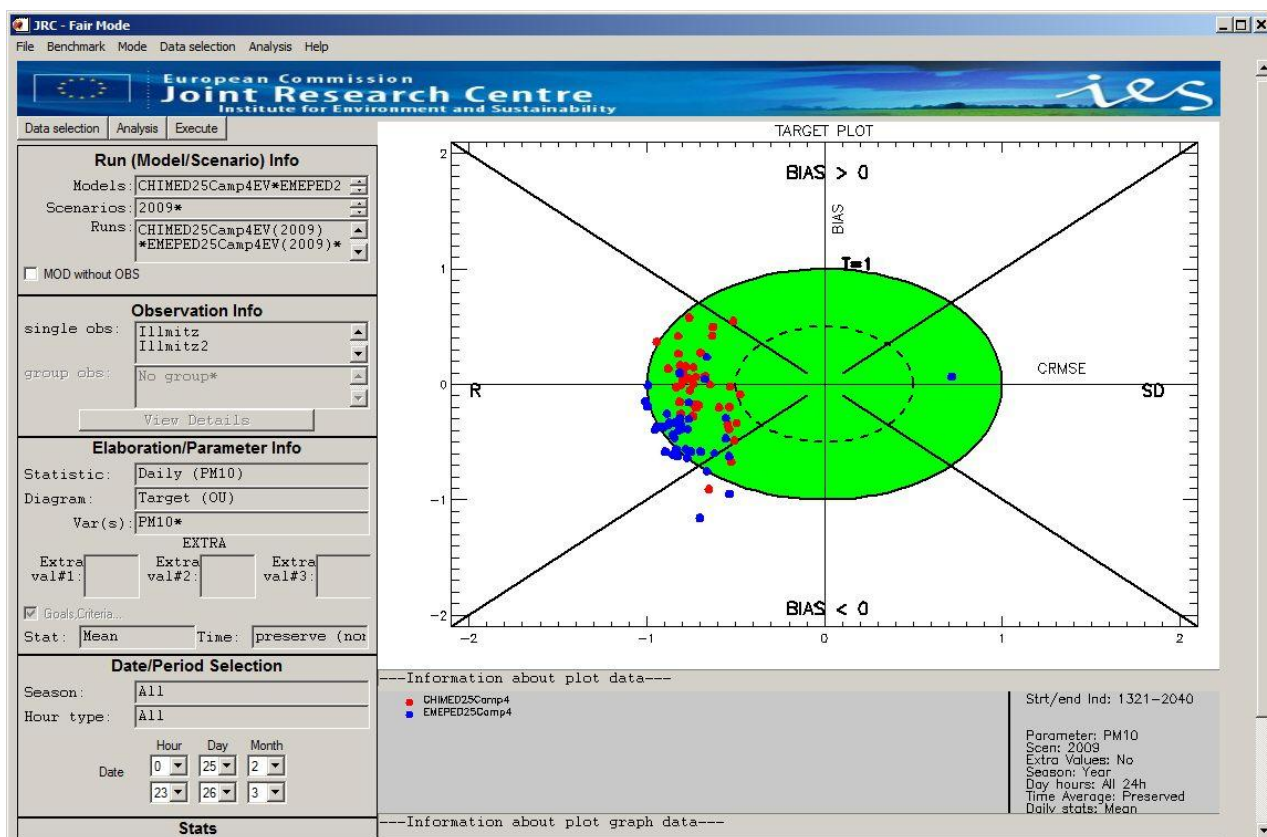 JRC - Fair Mode
File Benchmark Mode Data selection Analysis Help
European Commission
Joint Research Centre
Institute for Environment and Sustainability
ies
Data selection Analysis Execute
Run (Model/Scenario) Info
Models: CHIMED25Camp4EV*EMEPED2
Scenarios: 2009*
Runs: CHIMED25Camp4EV(2009)
*EMEPED25Camp4EV(2009)*
MOD without OBS
Observation Info
single obs: Illmitz
Illmitz2
group obs: No group*
View Details
Elaboration/Parameter Info
Statistic: Daily (PM10)
Diagram: Target (OU)
Var(s): PM10*
EXTRA
Extra val#1: Extra val#2: Extra val#3:
Goals,Criteria...
Stat: Mean Time: preserve (nor
Date/Period Selection
Season: All
Hour type: All
Hour Day Month
Date 0 25 2
23 26 3
Stats
TARGET PLOT
2
BIAS > 0
BIAS
1
T=1
CRMSE
0
R
SD
-1
BIAS < 0
-2
-2 -1 0 1 2
---Information about plot data---
CHIMED25Camp4
EMEPED25Camp4
Strt/end Ind: 1321-2040
Parameter: PM10
Scen: 2009
Extra Values: No
Season: Year
Day hours: All 24h
Time Average: Preserved
Daily stats: Mean
---Information about plot graph data---